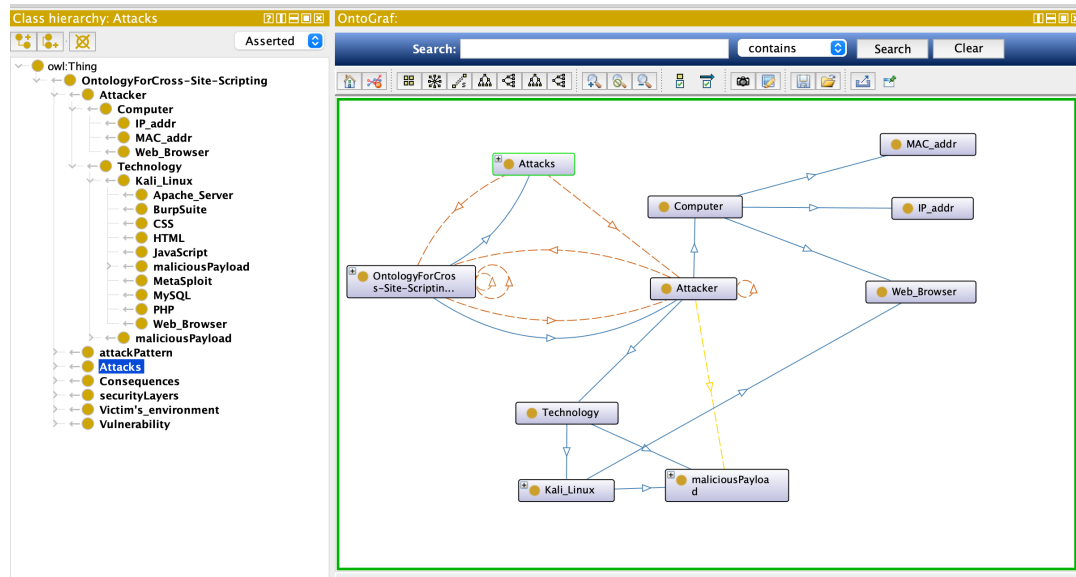 Class hierarchy: Attacks
Asserted
owl:Thing
OntologyForCross-Site-Scripting
Attacker
Computer
IP_addr
MAC_addr
Web_Browser
Technology
Kali_Linux
Apache_Server
BurpSuite
CSS
HTML
JavaScript
maliciousPayload
MetaSploit
MySQL
PHP
Web_Browser
maliciousPayload
attackPattern
Attacks
Consequences
securityLayers
Victim's_environment
Vulnerability
OntoGraf:
Search:
contains
Search
Clear
Attacks
MAC_addr
Computer
IP_addr
OntologyForCros
s-Site-Scriptin...
Attacker
Web_Browser
Technology
Kali_Linux
maliciousPayloa
d